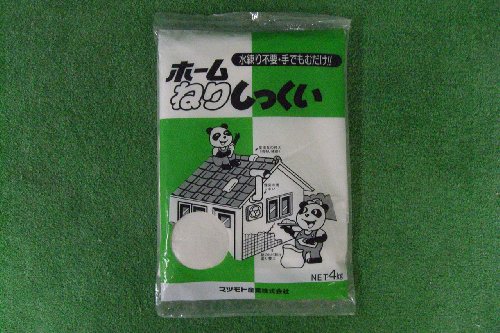 水練り不要・手でもむだけ!!
ホーム
ねりしっくい
NET4kg
マツモト産業株式会社